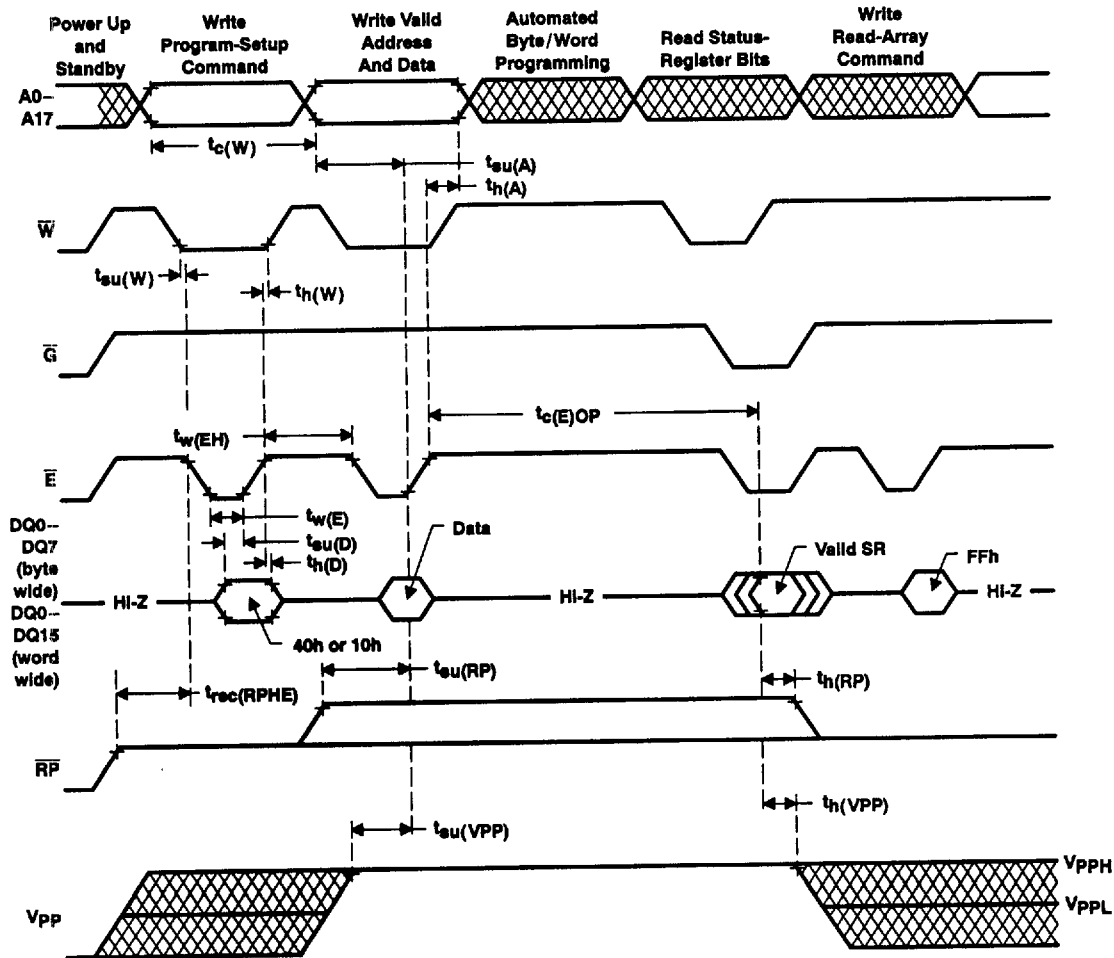 Power Up
and
Standby
Write
Program-Setup
Command
Write Valid
Address
And Data
Automated
Byte/Word
Programming
Read Status-
Register Bits
Write
Read-Array
Command
A0–
A17
tc(W)
tsu(A)
th(A)
W
tsu(W)
th(W)
G
tc(E)OP
tw(EH)
E
tw(E)
DQ0–
DQ7
(byte
wide)
DQ0–
DQ15
(word
wide)
tsu(D)
th(D)
Data
Valid SR
FFh
Hi-Z
Hi-Z
Hi-Z
40h or 10h
tsu(RP)
th(RP)
trec(RPHE)
RP
th(VPP)
tsu(VPP)
VPP
VPPH
VPPL